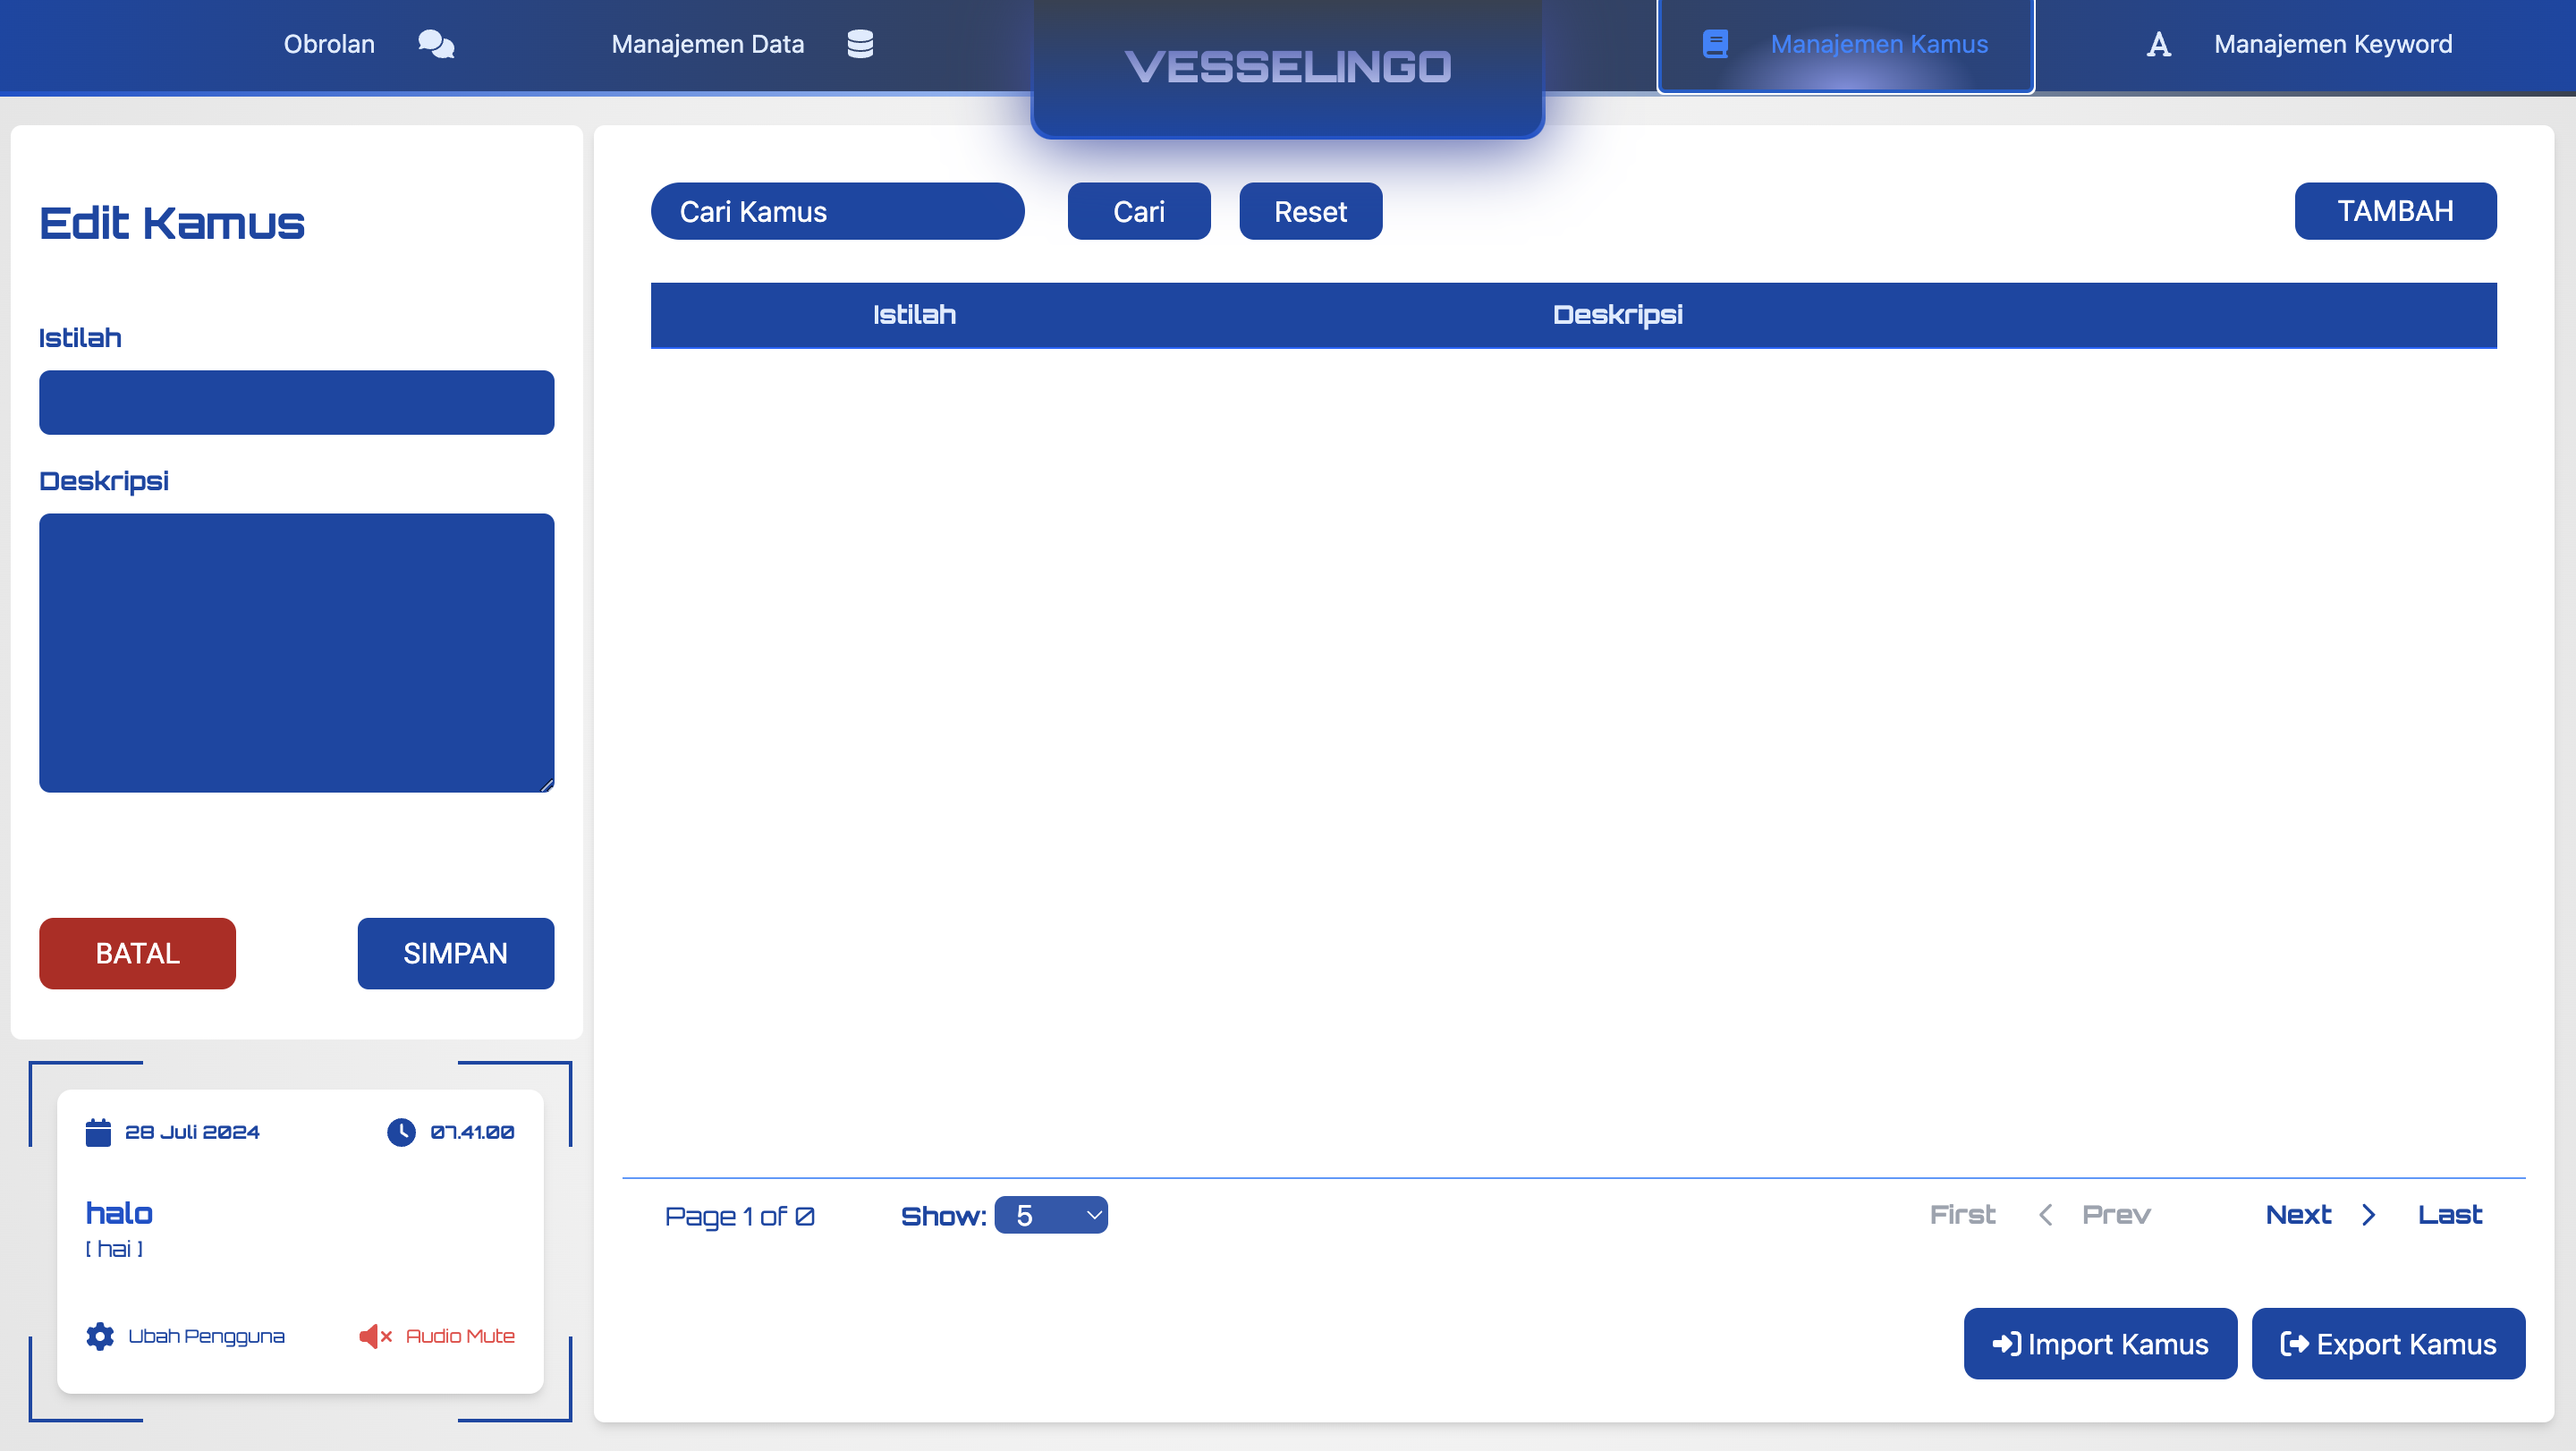 Obrolan
Manajemen Data
VESSELINGO
Manajemen Kamus
Manajemen Keyword
Edit Kamus
Istilah
Deskripsi
BATAL
SIMPAN
28 Juli 2024
07.41.00
halo
[ hai ]
Ubah Pengguna
Audio Mute
Cari Kamus
Cari
Reset
TAMBAH
Istilah
Deskripsi
Page 1 of 0
Show: 5
First
Prev
Next
Last
Import Kamus
Export Kamus